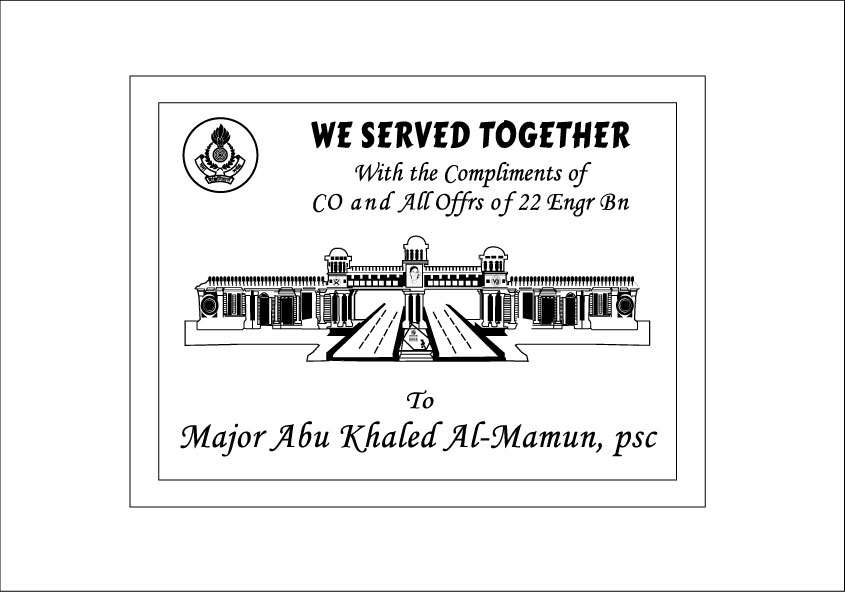 WE SERVED TOGETHER
With the Compliments of
CO and All Offrs of 22 Engr Bn
To
Major Abu Khaled Al-Mamun, psc